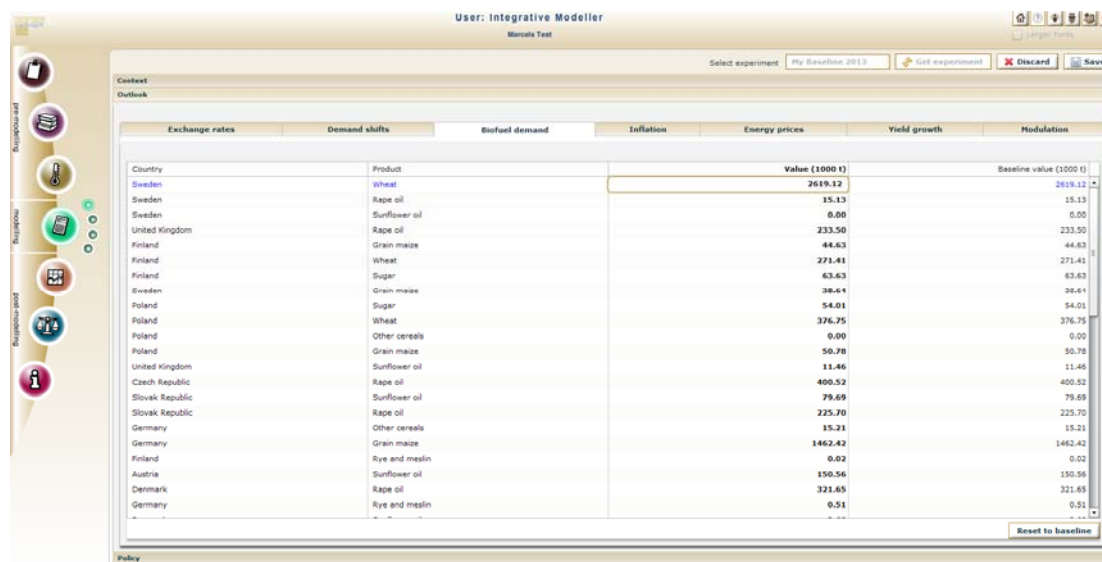 User: Integrative Modeller
Marcels Test
Larger fonts
Select experiment My Baseline 2013 Get experiment Discard Save
Context
Outlook
pre-modelling
modelling
post-modelling
Exchange rates Demand shifts Biofuel demand Inflation Energy prices Yield growth Modulation
Country Product Value (1000 t) Baseline value (1000 t)
Sweden Wheat 2619.12 2619.12
Sweden Rape oil 15.13 15.13
Sweden Sunflower oil 0.00 0.00
United Kingdom Rape oil 233.50 233.50
Finland Grain maize 44.63 44.63
Finland Wheat 271.41 271.41
Finland Sugar 63.63 63.63
Sweden Grain maize 38.61 38.61
Poland Sugar 54.01 54.01
Poland Wheat 376.75 376.75
Poland Other cereals 0.00 0.00
Poland Grain maize 50.78 50.78
United Kingdom Sunflower oil 11.46 11.46
Czech Republic Rape oil 400.52 400.52
Slovak Republic Sunflower oil 79.69 79.69
Slovak Republic Rape oil 225.70 225.70
Germany Other cereals 15.21 15.21
Germany Grain maize 1462.42 1462.42
Finland Rye and meslin 0.02 0.02
Austria Sunflower oil 150.56 150.56
Denmark Rape oil 321.65 321.65
Germany Rye and meslin 0.51 0.51
Reset to baseline
Policy